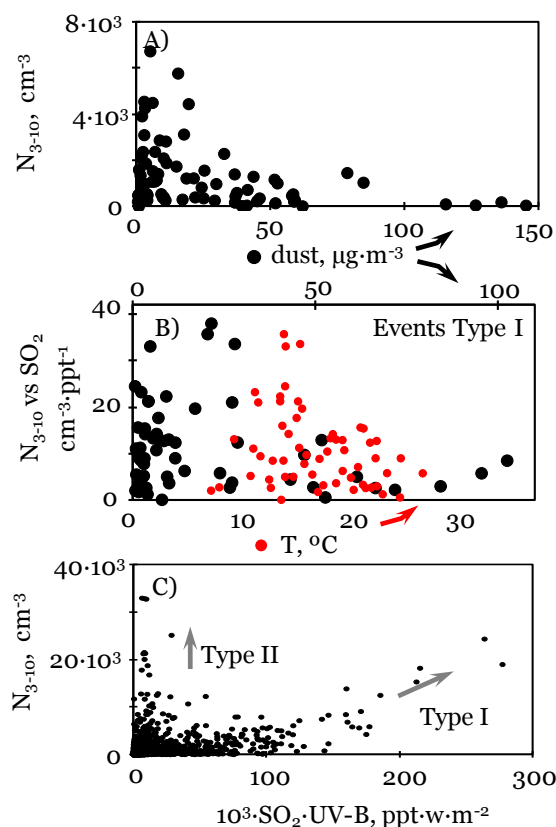 8·10³
A)
N₃₋₁₀, cm⁻³
4·10³
0
0 50 100 150
● dust, µg·m⁻³
0 50 100
40
B) Events Type I
N₃₋₁₀ vs SO₂
cm⁻³·ppt⁻¹
20
0
0 10 20 30
● T, ºC
40·10³
C)
N₃₋₁₀, cm⁻³
Type II
20·10³
Type I
0
0 100 200 300
10³·SO₂·UV-B, ppt·w·m⁻²